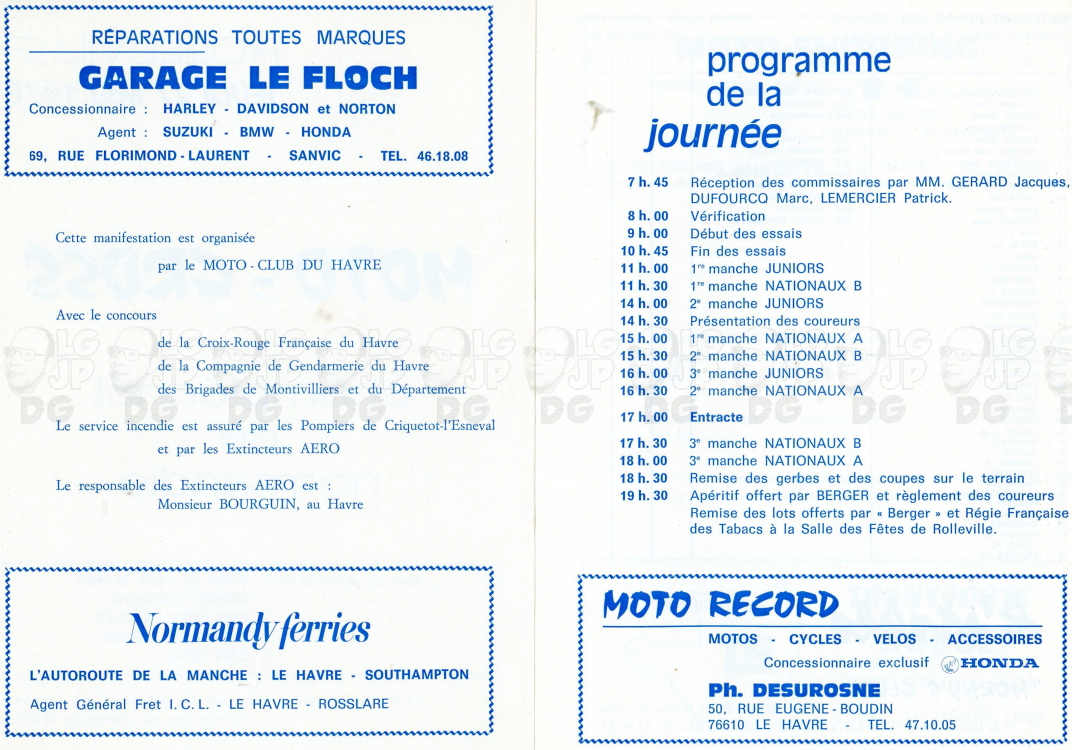 RÉPARATIONS TOUTES MARQUES
GARAGE LE FLOCH
Concessionnaire : HARLEY - DAVIDSON et NORTON
Agent : SUZUKI - BMW - HONDA
69, RUE FLORIMOND - LAURENT - SANVIC - TEL. 46.18.08
Cette manifestation est organisée
par le MOTO - CLUB DU HAVRE
Avec le concours
de la Croix-Rouge Française du Havre
de la Compagnie de Gendarmerie du Havre
des Brigades de Montivilliers et du Département
Le service incendie est assuré par les Pompiers de Criquetot-l'Esneval
et par les Extincteurs AERO
Le responsable des Extincteurs AERO est :
Monsieur BOURGUIN, au Havre
Normandy ferries
L'AUTOROUTE DE LA MANCHE : LE HAVRE - SOUTHAMPTON
Agent Général Fret I.C.L. - LE HAVRE - ROSSLARE
programme
de la
journée
7 h. 45 Réception des commissaires par MM. GERARD Jacques,
DUFOURCQ Marc, LEMERCIER Patrick.
8 h. 00 Vérification
9 h. 00 Début des essais
10 h. 45 Fin des essais
11 h. 00 1re manche JUNIORS
11 h. 30 1re manche NATIONAUX B
14 h. 00 2e manche JUNIORS
14 h. 30 Présentation des coureurs
15 h. 00 1re manche NATIONAUX A
15 h. 30 2e manche NATIONAUX B
16 h. 00 3e manche JUNIORS
16 h. 30 2e manche NATIONAUX A
17 h. 00 Entracte
17 h. 30 3e manche NATIONAUX B
18 h. 00 3e manche NATIONAUX A
18 h. 30 Remise des gerbes et des coupes sur le terrain
19 h. 30 Apéritif offert par BERGER et règlement des coureurs
Remise des lots offerts par « Berger » et Régie Française
des Tabacs à la Salle des Fêtes de Rolleville.
MOTO RECORD
MOTOS - CYCLES - VELOS - ACCESSOIRES
Concessionnaire exclusif HONDA
Ph. DESUROSNE
50, RUE EUGENE - BOUDIN
76610 LE HAVRE - TEL. 47.10.05
LG JP DG